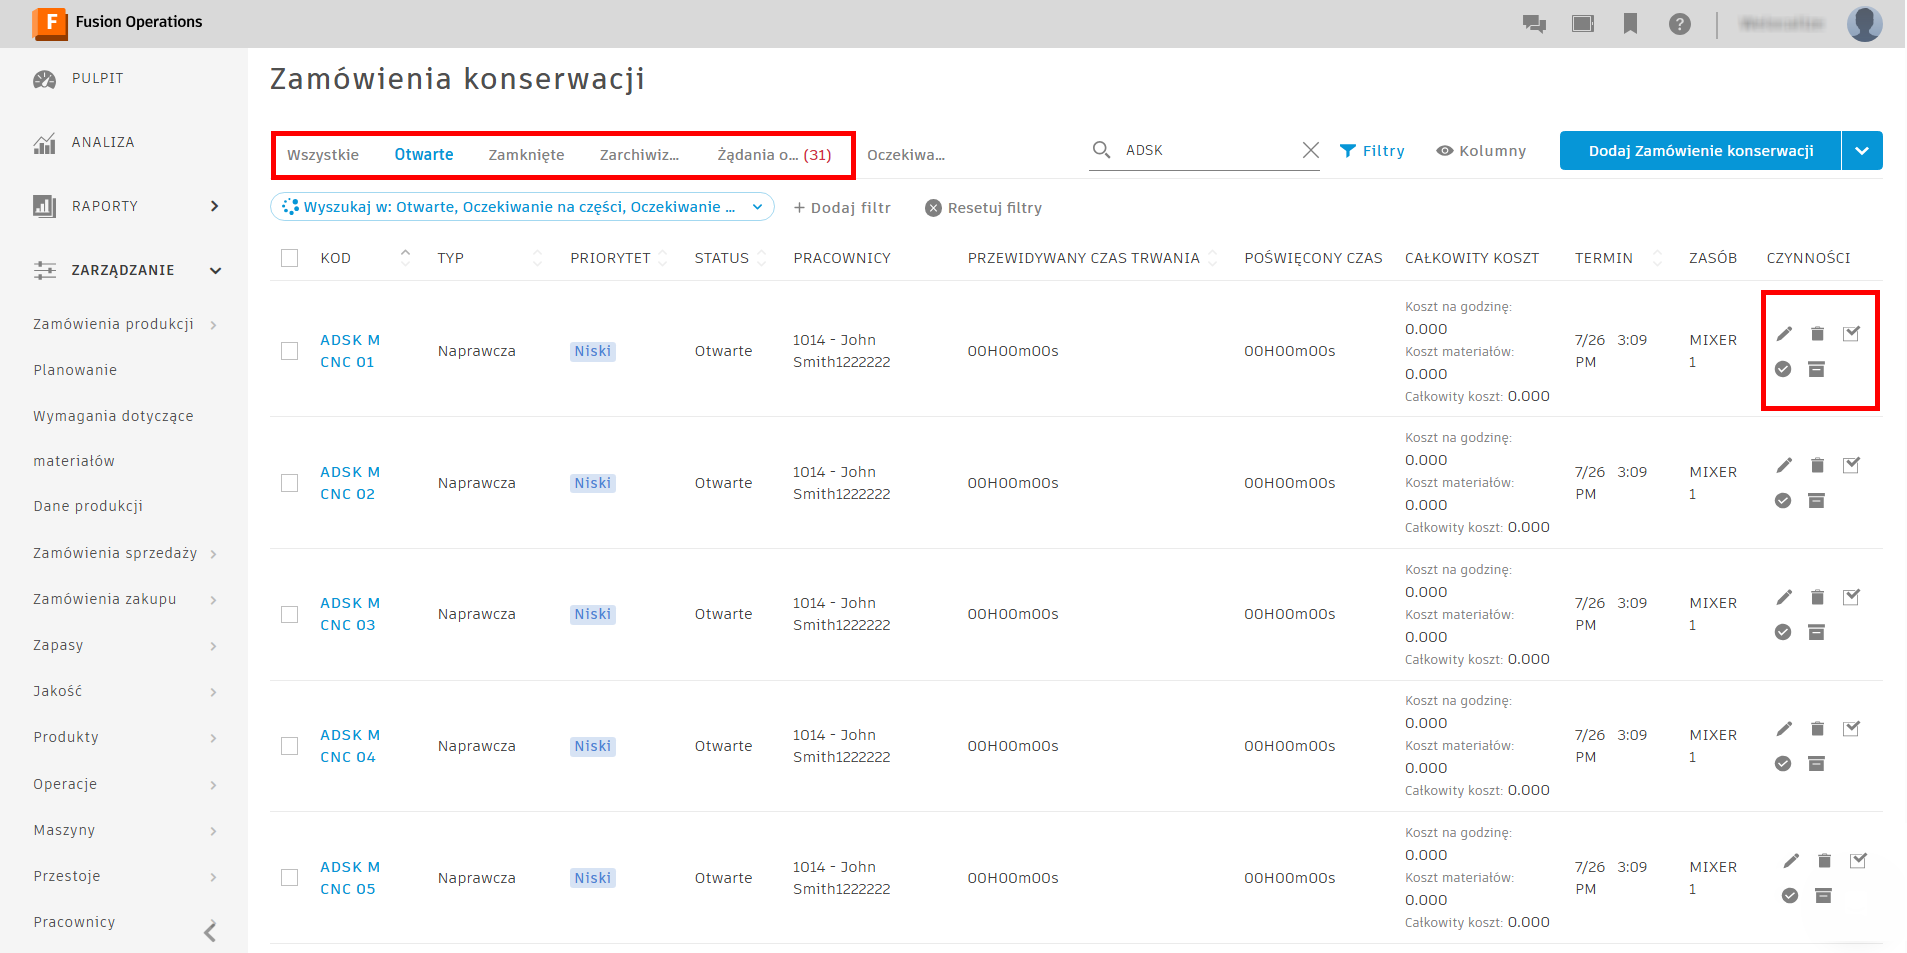 Fusion Operations
PULPIT
ANALIZA
RAPORTY
ZARZĄDZANIE
Zamówienia produkcji
Planowanie
Wymagania dotyczące
materiałów
Dane produkcji
Zamówienia sprzedaży
Zamówienia zakupu
Zapasy
Jakość
Produkty
Operacje
Maszyny
Przestoje
Pracownicy
Zamówienia konserwacji
Wszystkie Otwarte Zamknięte Zarchiwiz... Żądania o... (31) Oczekiwa...
ADSK
Filtry
Kolumny
Dodaj Zamówienie konserwacji
Wyszukaj w: Otwarte, Oczekiwanie na części, Oczekiwanie ...
+ Dodaj filtr
Resetuj filtry
KOD TYP PRIORYTET STATUS PRACOWNICY PRZEWIDYWANY CZAS TRWANIA POŚWIĘCONY CZAS CAŁKOWITY KOSZT TERMIN ZASÓB CZYNNOŚCI
ADSK M
CNC 01
Naprawcza
Niski
Otwarte
1014 - John
Smith1222222
00H00m00s
00H00m00s
Koszt na godzinę:
0.000
Koszt materiałów:
0.000
Całkowity koszt: 0.000
7/26 3:09
PM
MIXER
1
ADSK M
CNC 02
Naprawcza
Niski
Otwarte
1014 - John
Smith1222222
00H00m00s
00H00m00s
Koszt na godzinę:
0.000
Koszt materiałów:
0.000
Całkowity koszt: 0.000
7/26 3:09
PM
MIXER
1
ADSK M
CNC 03
Naprawcza
Niski
Otwarte
1014 - John
Smith1222222
00H00m00s
00H00m00s
Koszt na godzinę:
0.000
Koszt materiałów:
0.000
Całkowity koszt: 0.000
7/26 3:09
PM
MIXER
1
ADSK M
CNC 04
Naprawcza
Niski
Otwarte
1014 - John
Smith1222222
00H00m00s
00H00m00s
Koszt na godzinę:
0.000
Koszt materiałów:
0.000
Całkowity koszt: 0.000
7/26 3:09
PM
MIXER
1
ADSK M
CNC 05
Naprawcza
Niski
Otwarte
1014 - John
Smith1222222
00H00m00s
00H00m00s
Koszt na godzinę:
0.000
Koszt materiałów:
0.000
Całkowity koszt: 0.000
7/26 3:09
PM
MIXER
1